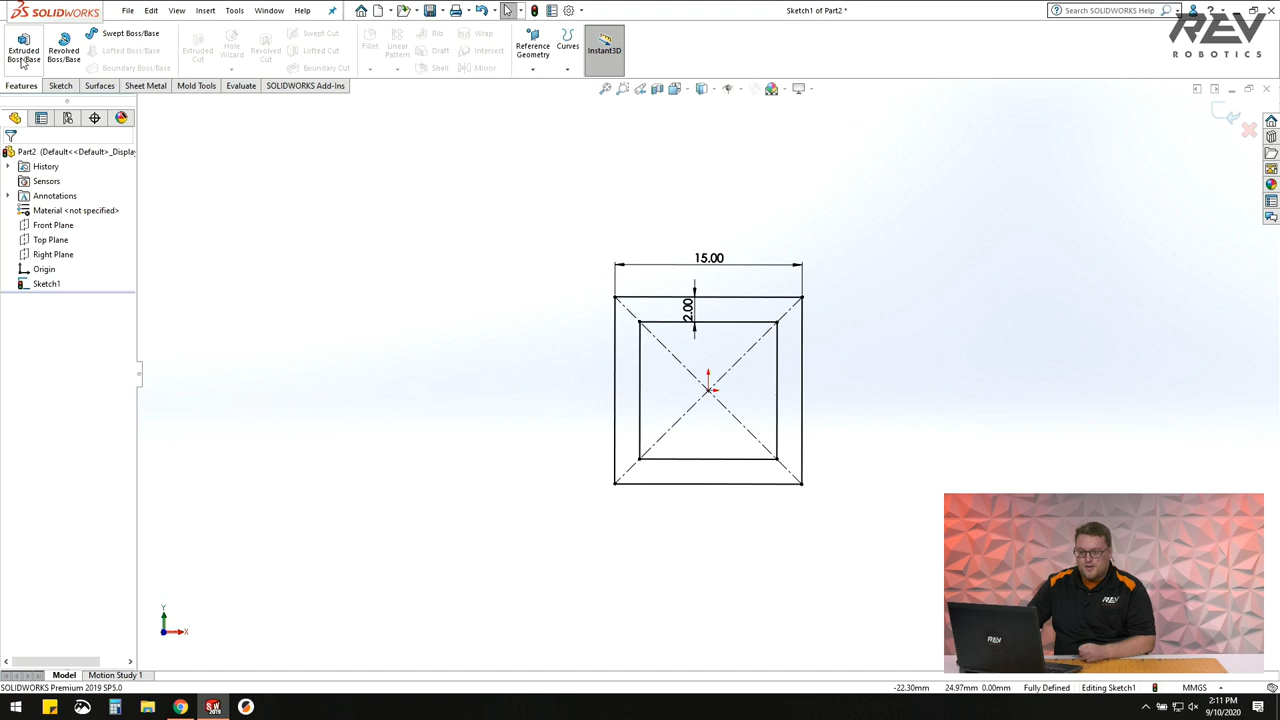 SOLIDWORKS File Edit View Insert Tools Window Help Sketch1 of Part2 * Search SOLIDWORKS Help
Extruded Boss/Base Revolved Boss/Base Swept Boss/Base Lofted Boss/Base Boundary Boss/Base Extruded Cut Hole Wizard Revolved Cut Swept Cut Lofted Cut Boundary Cut Fillet Linear Pattern Rib Draft Shell Wrap Intersect Mirror Reference Geometry Curves Instant3D
REV
ROBOTICS
Features Sketch Surfaces Sheet Metal Mold Tools Evaluate SOLIDWORKS Add-Ins
Part2 (Default<<Default>_Displa
History
Sensors
Annotations
Material <not specified>
Front Plane
Top Plane
Right Plane
Origin
Sketch1
15.00
2.00
Y
X
REV
REV
Model Motion Study 1
SOLIDWORKS Premium 2019 SP5.0 -22.30mm 24.97mm 0.00mm Fully Defined Editing Sketch1 MMGS
SW 2019
2:11 PM
9/10/2020